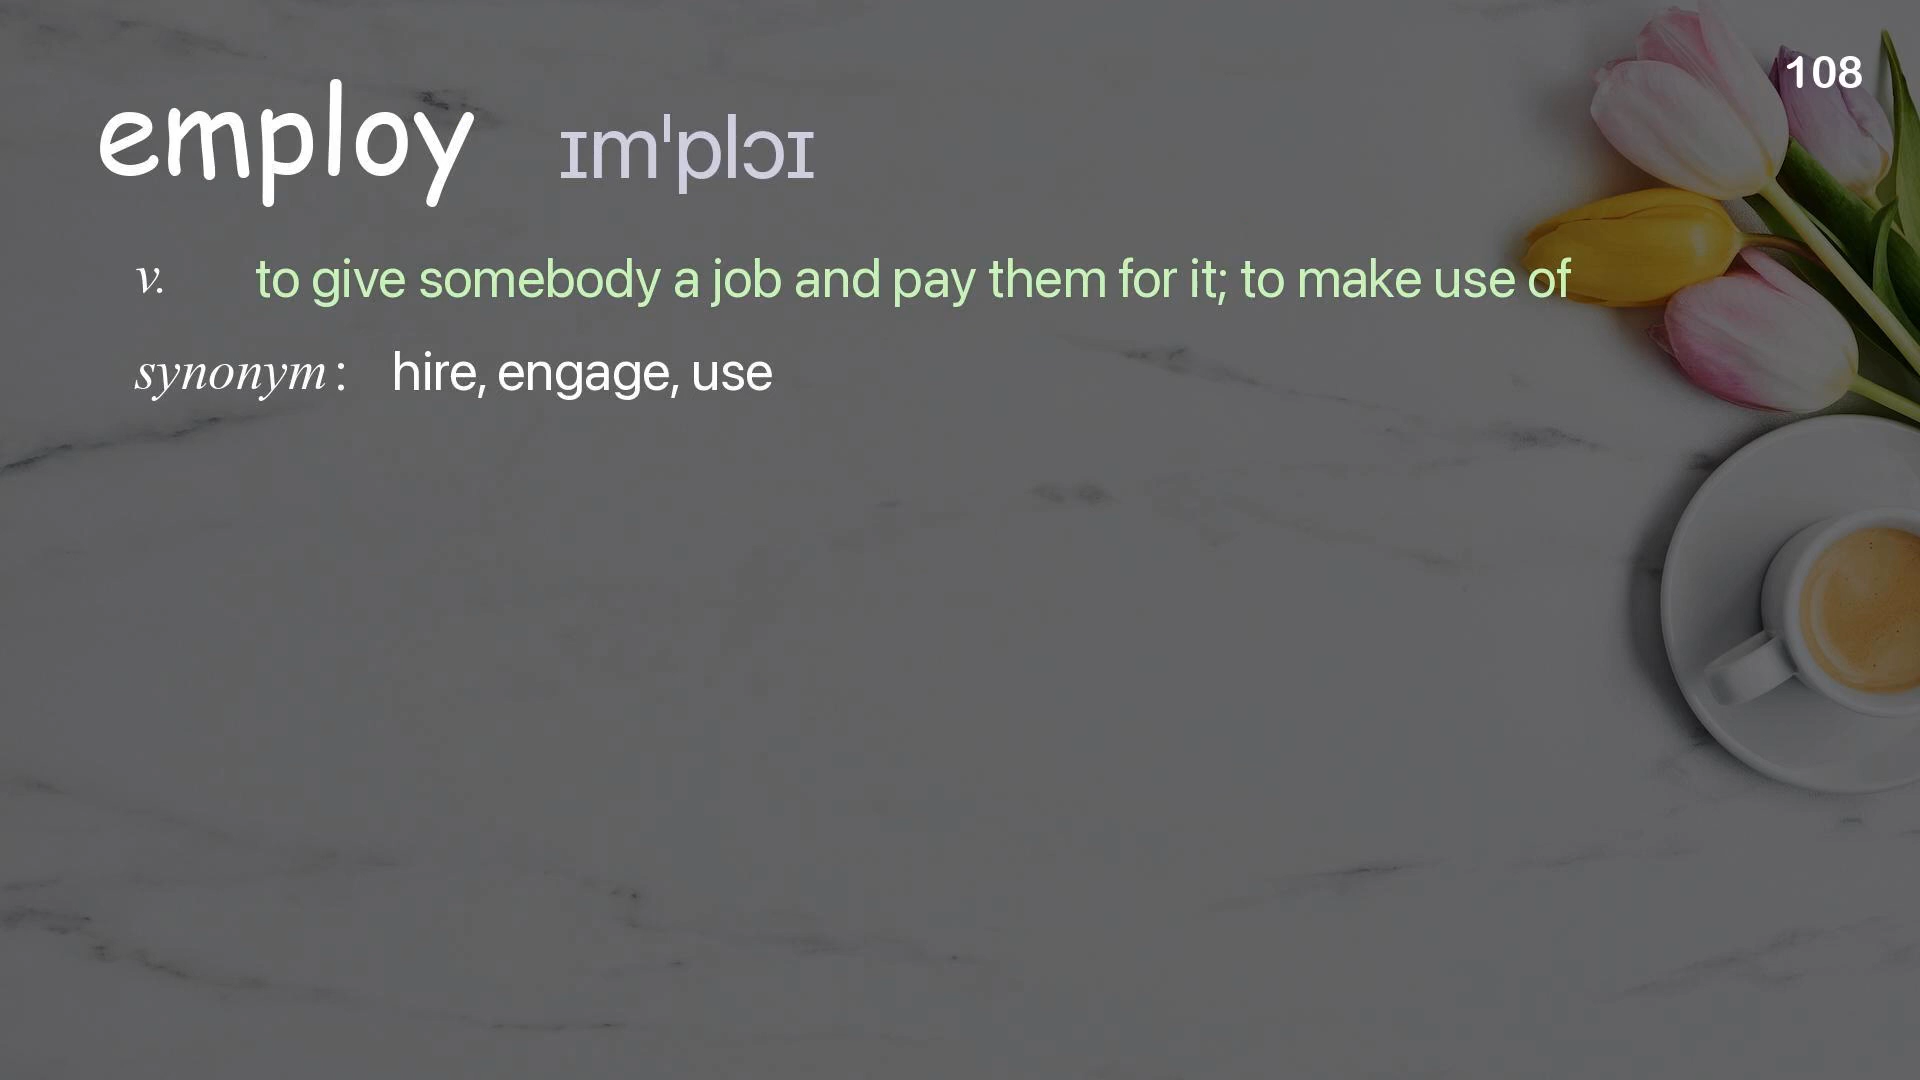 108
employ ɪmˈplɔɪ
v. to give somebody a job and pay them for it; to make use of
synonym : hire, engage, use